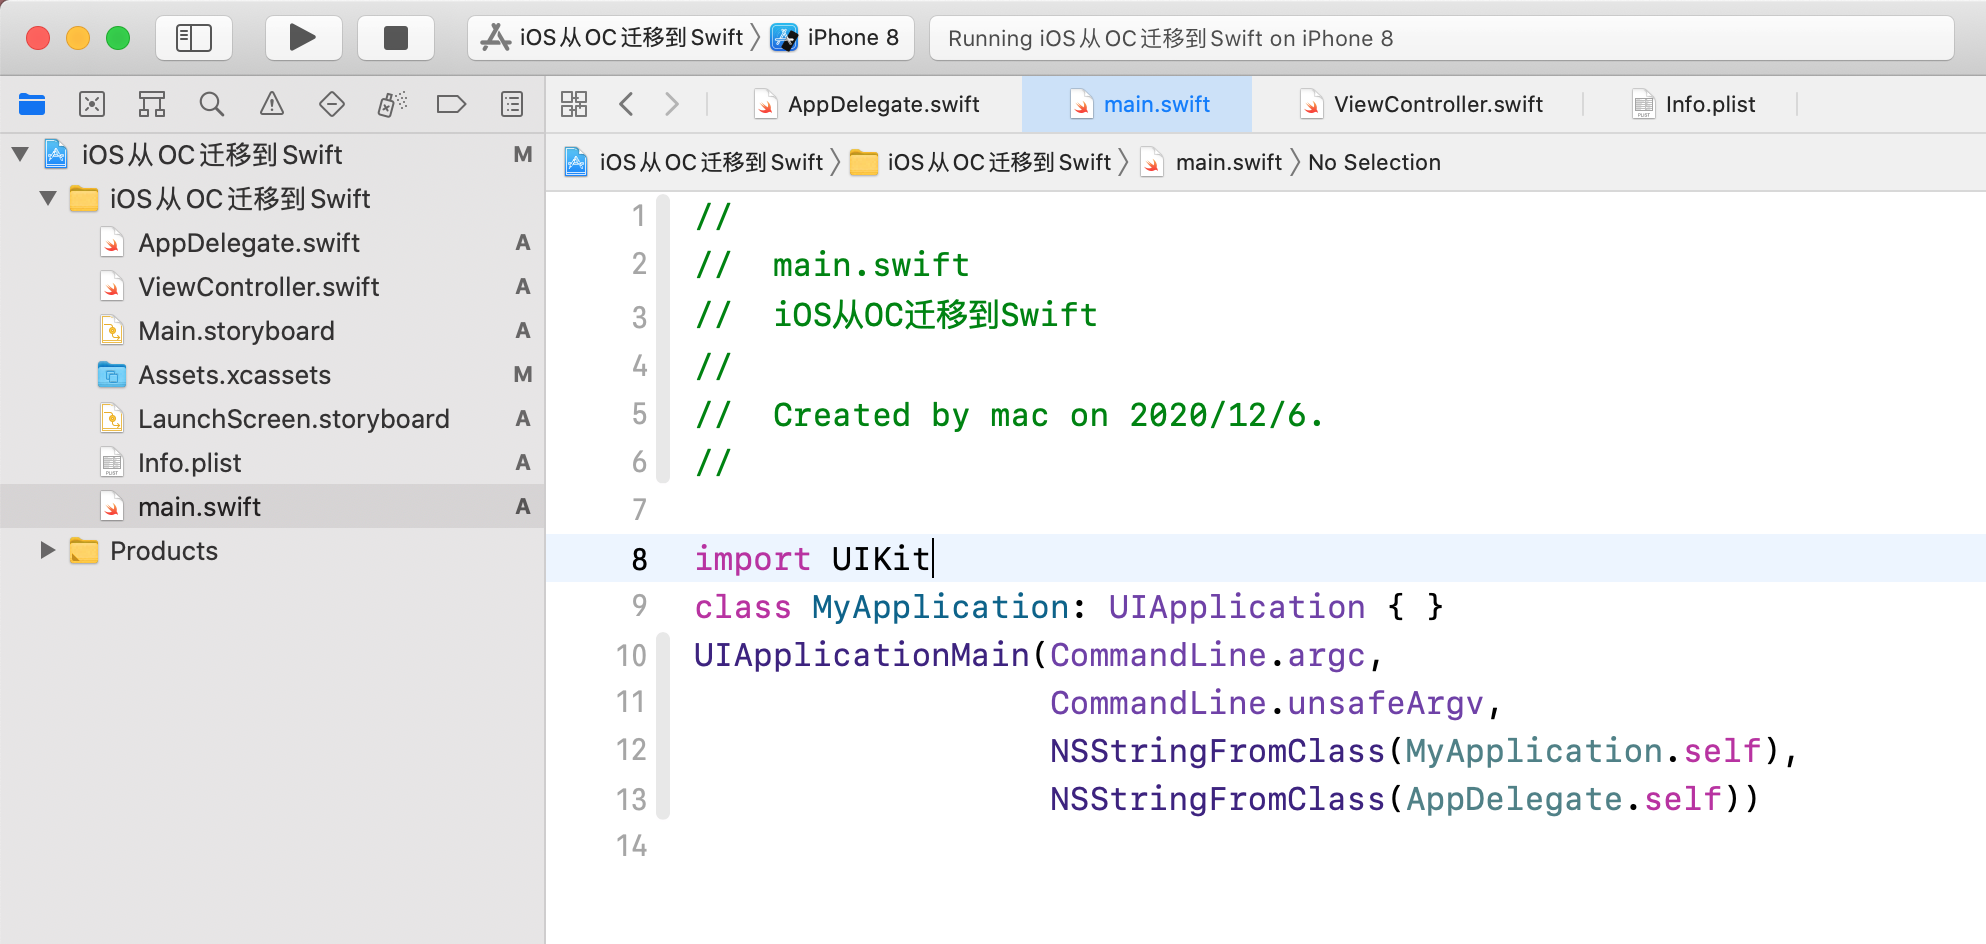 iOS从OC迁移到Swift
iPhone 8
Running iOS从OC迁移到Swift on iPhone 8
AppDelegate.swift
main.swift
ViewController.swift
Info.plist
iOS从OC迁移到Swift
iOS从OC迁移到Swift
main.swift
No Selection
iOS从OC迁移到Swift M
iOS从OC迁移到Swift
AppDelegate.swift A
ViewController.swift A
Main.storyboard A
Assets.xcassets M
LaunchScreen.storyboard A
Info.plist A
main.swift A
Products
1 //
2 //  main.swift
3 //  iOS从OC迁移到Swift
4 //
5 //  Created by mac on 2020/12/6.
6 //
7
8 import UIKit
9 class MyApplication: UIApplication { }
10 UIApplicationMain(CommandLine.argc,
11 CommandLine.unsafeArgv,
12 NSStringFromClass(MyApplication.self),
13 NSStringFromClass(AppDelegate.self))
14